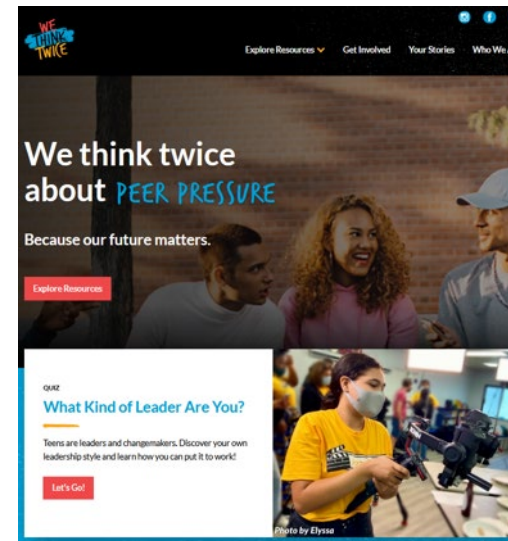 WE
THINK
TWICE
Explore Resources
Get Involved
Your Stories
Who We
We think twice
about PEER PRESSURE
Because our future matters.
Explore Resources
QUIZ
What Kind of Leader Are You?
Teens are leaders and changemakers. Discover your own
leadership style and learn how you can put it to work!
Let's Go!
Photo by Elyssa